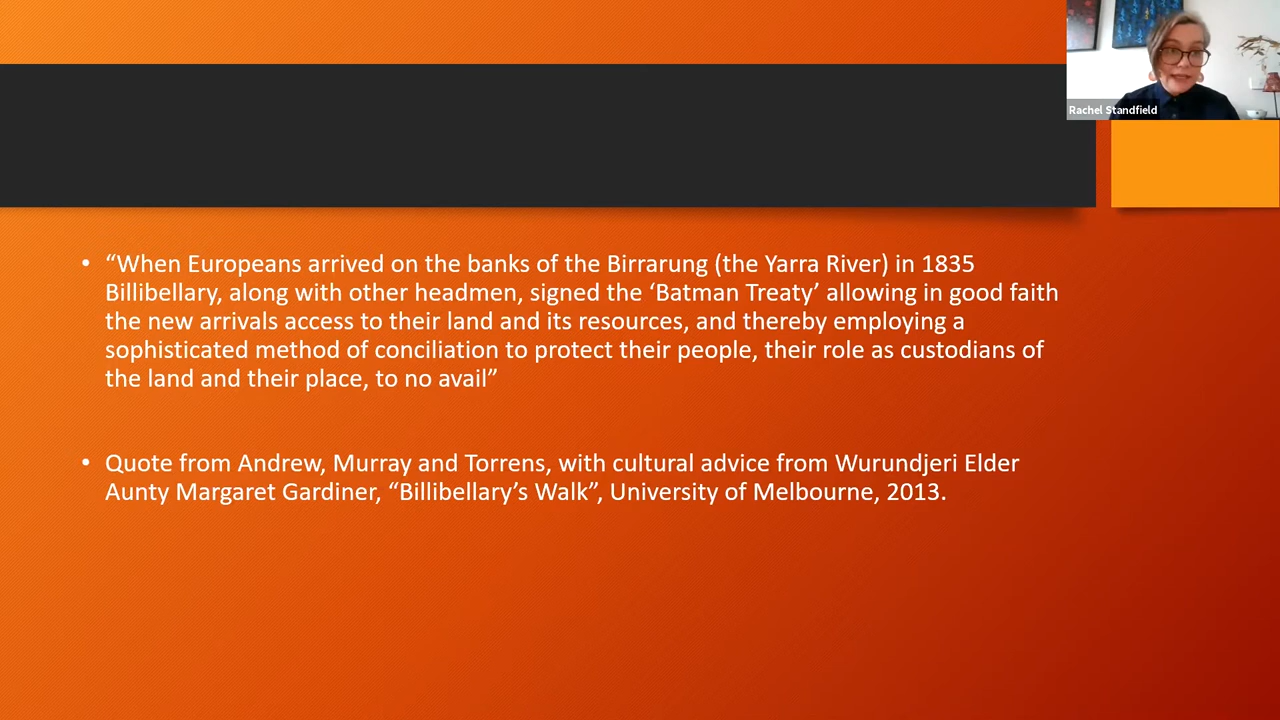 Rachel Standfield
• “When Europeans arrived on the banks of the Birrarung (the Yarra River) in 1835
Billibellary, along with other headmen, signed the ‘Batman Treaty’ allowing in good faith
the new arrivals access to their land and its resources, and thereby employing a
sophisticated method of conciliation to protect their people, their role as custodians of
the land and their place, to no avail”
• Quote from Andrew, Murray and Torrens, with cultural advice from Wurundjeri Elder
Aunty Margaret Gardiner, “Billibellary’s Walk”, University of Melbourne, 2013.